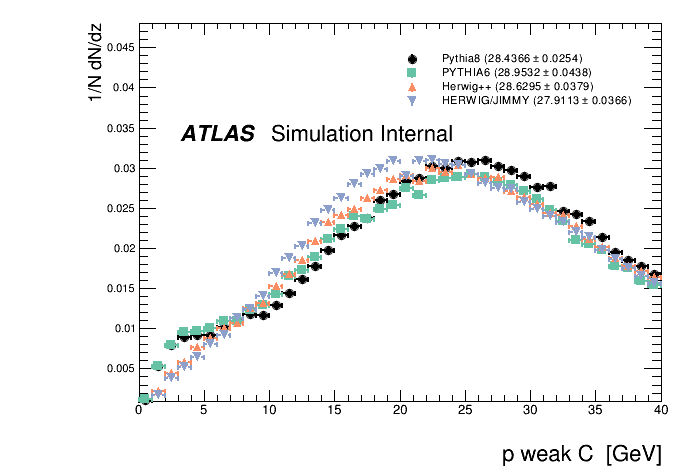 1/N dN/dz
0.045
0.04
0.035
0.03
0.025
0.02
0.015
0.01
0.005
Pythia8 (28.4366 ± 0.0254)
PYTHIA6 (28.9532 ± 0.0438)
Herwig++ (28.6295 ± 0.0379)
HERWIG/JIMMY (27.9113 ± 0.0366)
ATLAS Simulation Internal
0 5 10 15 20 25 30 35 40
p weak C [GeV]